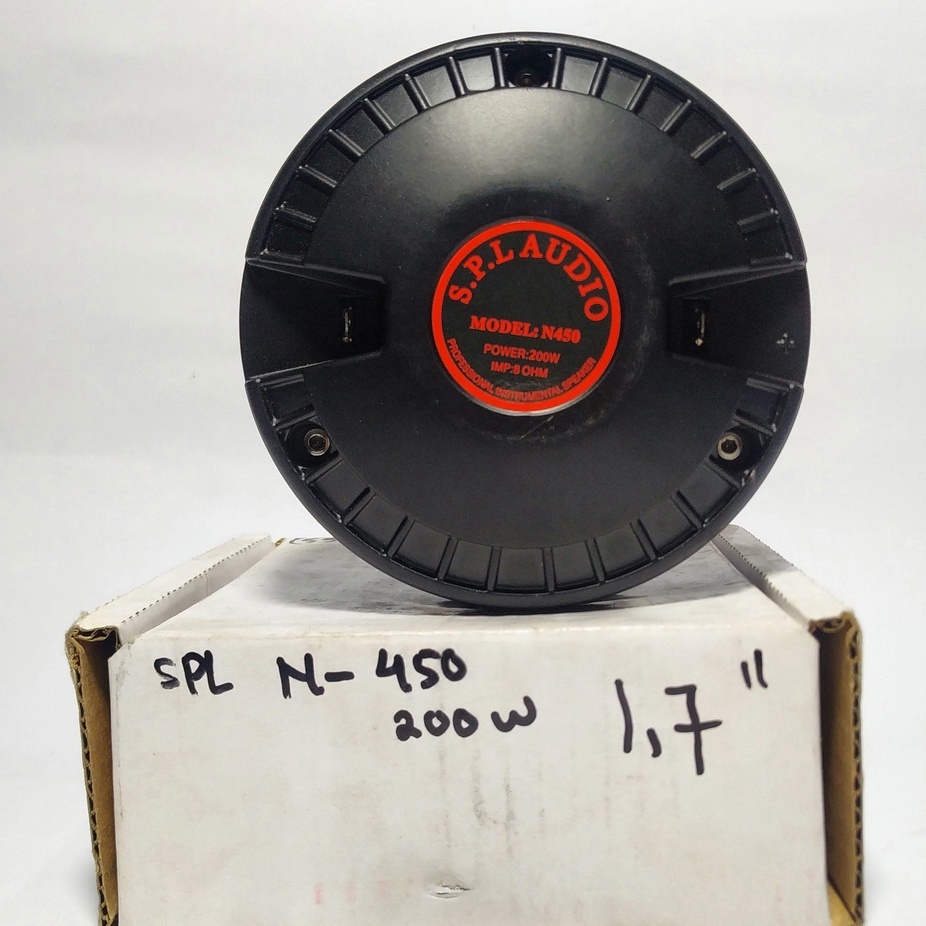 S.P.L AUDIO
MODEL: N450
POWER:200W
IMP:8 OHM
PROFESSIONAL INSTRUMENTAL SPEAKER
SPL N-450
200W
1,7"